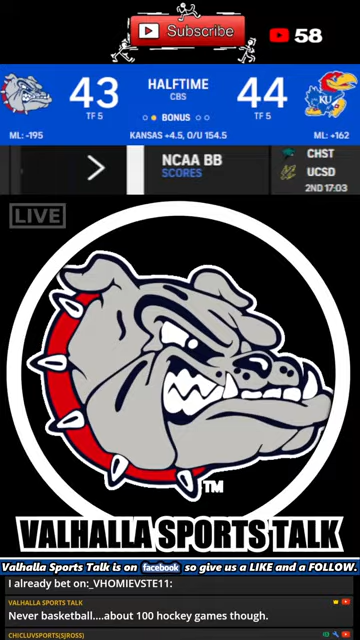 Subscribe
58
43
TF 5
HALFTIME
CBS
BONUS
44
TF 5
ML: -195
KANSAS +4.5, O/U 154.5
ML: +162
KU
NCAA BB
SCORES
CHST
UCSD
2ND 17:03
LIVE
TM
VALHALLA SPORTS TALK
Valhalla Sports Talk is on facebook so give us a LIKE and a FOLLOW.
I already bet on:_VHOMIEVSTE11:
VALHALLA SPORTS TALK
Never basketball....about 100 hockey games though.
CHICLUVSPORTS(SJROSS)